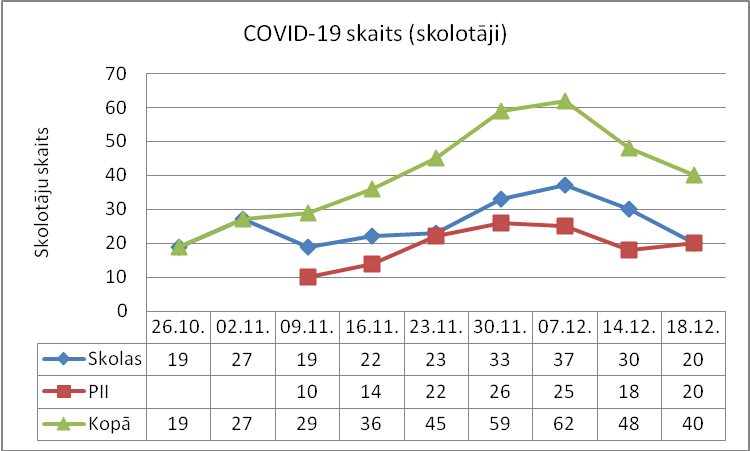 COVID-19 skaits (skolotāji)
Skolotāju skaits
70
60
50
40
30
20
10
0
26.10. 02.11. 09.11. 16.11. 23.11. 30.11. 07.12. 14.12. 18.12.
Skolas 19 27 19 22 23 33 37 30 20
PII 10 14 22 26 25 18 20
Kopā 19 27 29 36 45 59 62 48 40